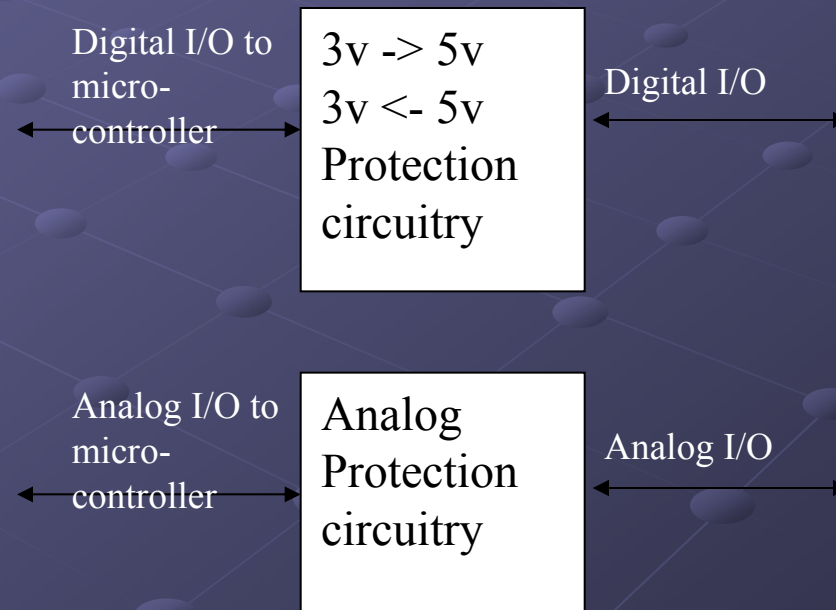 Digital I/O to
micro-
controller
3v -> 5v
3v <- 5v
Protection
circuitry
Digital I/O
Analog I/O to
micro-
controller
Analog
Protection
circuitry
Analog I/O